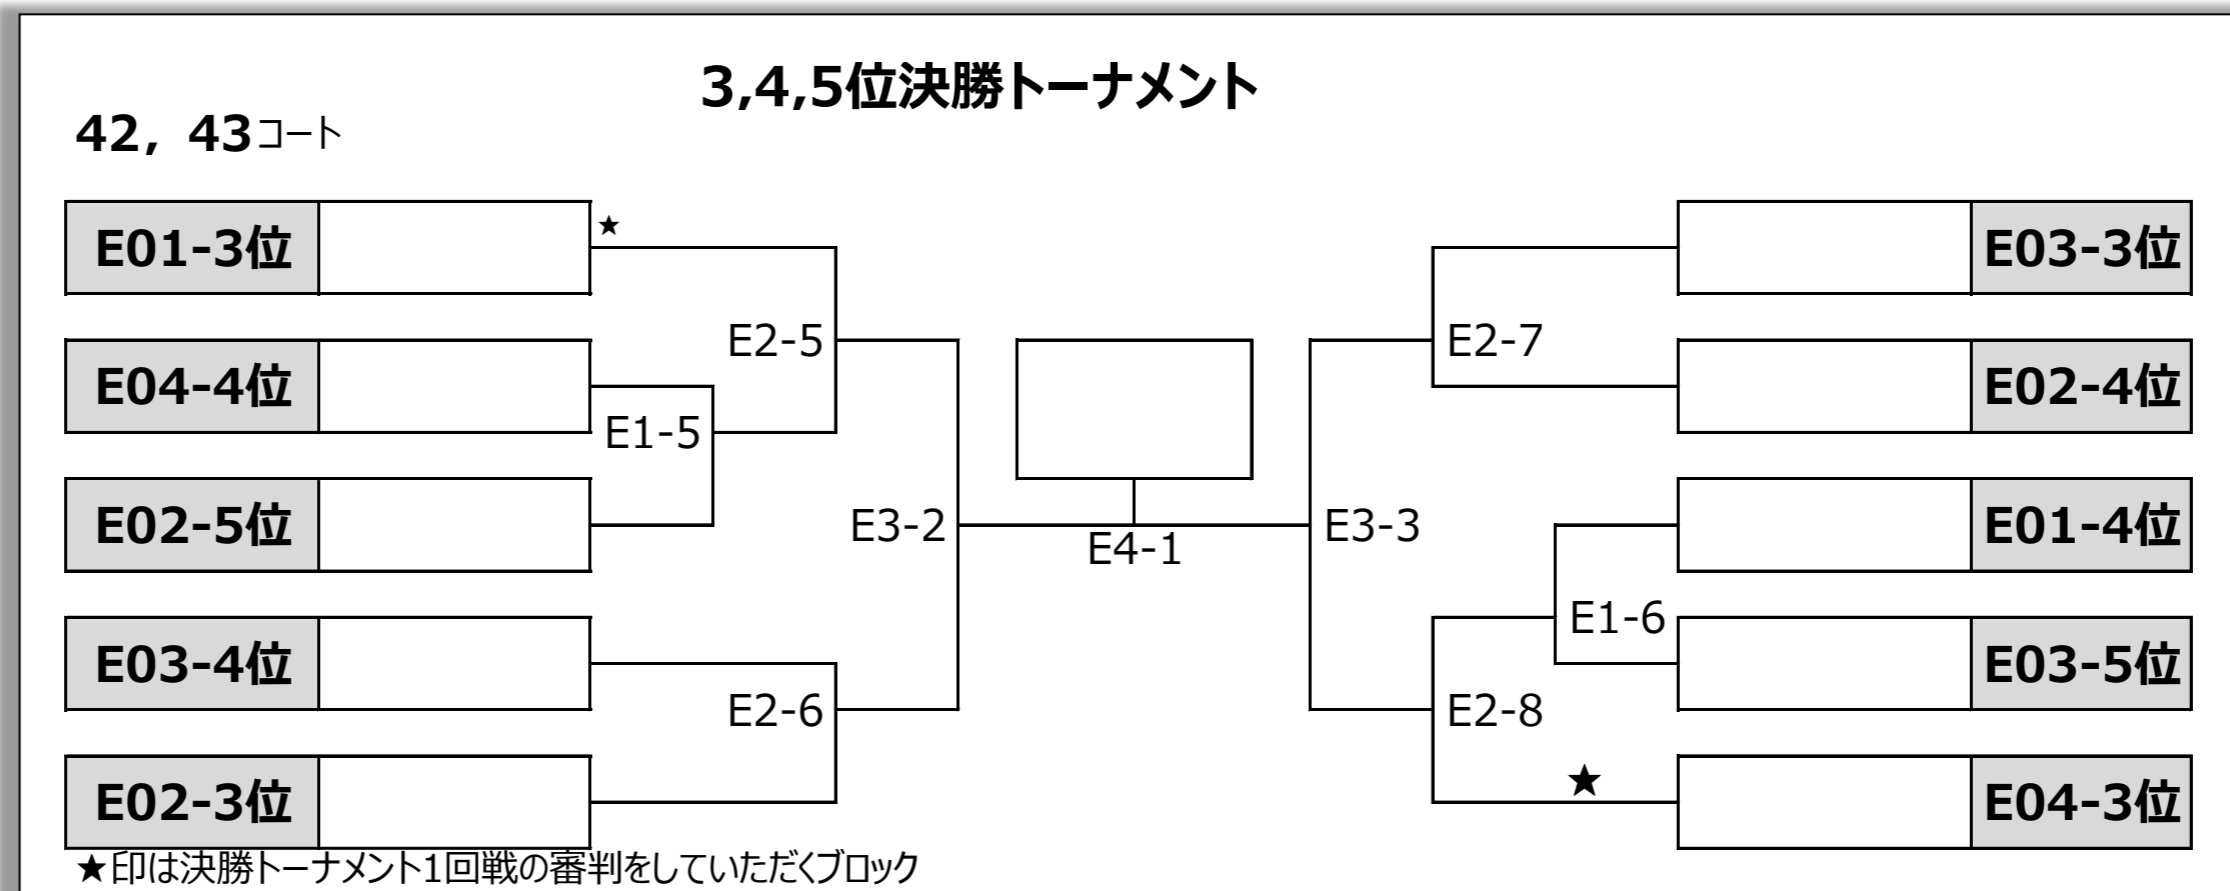 3,4,5位決勝トーナメント
42, 43コート
E01-3位
★
E03-3位
E2-5
E2-7
E04-4位
E02-4位
E1-5
E02-5位
E3-2
E4-1
E3-3
E01-4位
E1-6
E03-4位
E03-5位
E2-6
E2-8
★
E02-3位
E04-3位
★印は決勝トーナメント1回戦の審判をしていただくブロック